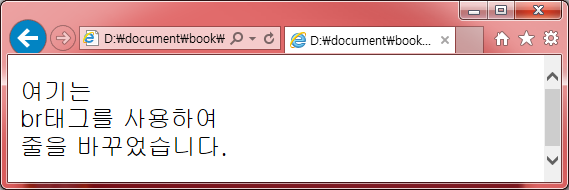 D:₩document₩book₩
D:₩document₩book...
여기는
br태그를 사용하여
줄을 바꾸었습니다.